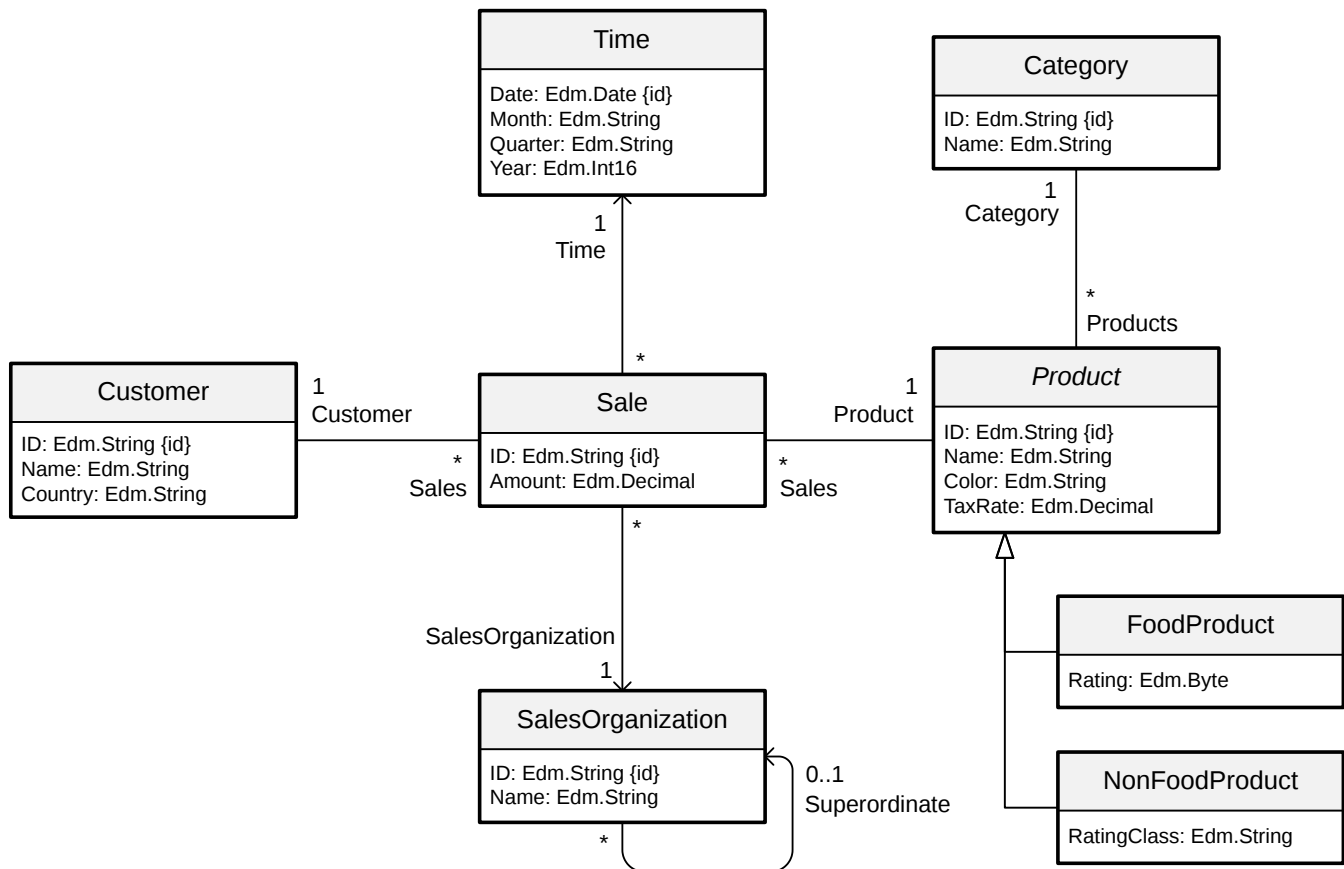 Time
Date: Edm.Date {id}
Month: Edm.String
Quarter: Edm.String
Year: Edm.Int16
Category
ID: Edm.String {id}
Name: Edm.String
1
Time
1
Category
*
Products
*
Customer
ID: Edm.String {id}
Name: Edm.String
Country: Edm.String
1
Customer
*
Sales
Sale
ID: Edm.String {id}
Amount: Edm.Decimal
1
Product
*
Sales
Product
ID: Edm.String {id}
Name: Edm.String
Color: Edm.String
TaxRate: Edm.Decimal
*
SalesOrganization
1
SalesOrganization
ID: Edm.String {id}
Name: Edm.String
0..1
Superordinate
*
FoodProduct
Rating: Edm.Byte
NonFoodProduct
RatingClass: Edm.String